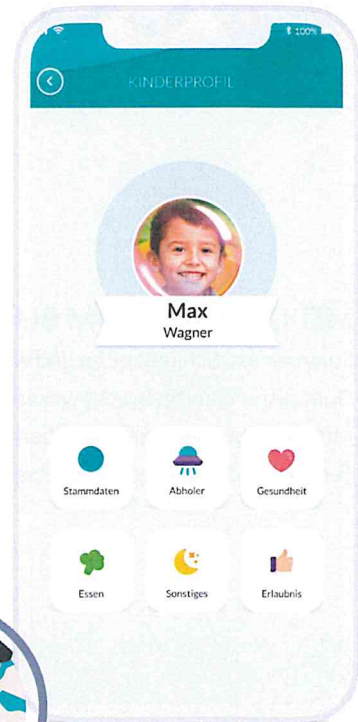 100%
KINDERPROFIL
Max
Wagner
Stammdaten
Abholer
Gesundheit
Essen
Sonstiges
Erlaubnis